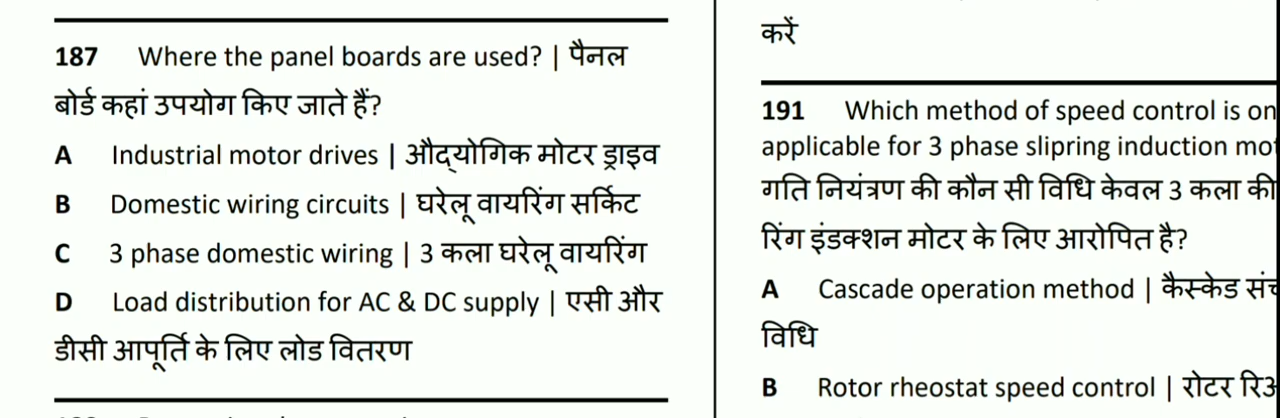 187 Where the panel boards are used? | पैनल
बोर्ड कहां उपयोग किए जाते हैं?
A Industrial motor drives | औद्योगिक मोटर ड्राइव
B Domestic wiring circuits | घरेलू वायरिंग सर्किट
C 3 phase domestic wiring | 3 कला घरेलू वायरिंग
D Load distribution for AC & DC supply | एसी और
डीसी आपूर्ति के लिए लोड वितरण
करें
191 Which method of speed control is on
applicable for 3 phase slipring induction mo
गति नियंत्रण की कौन सी विधि केवल 3 कला की
रिंग इंडक्शन मोटर के लिए आरोपित है?
A Cascade operation method | कैस्केड
विधि
B Rotor rheostat speed control | रोटर